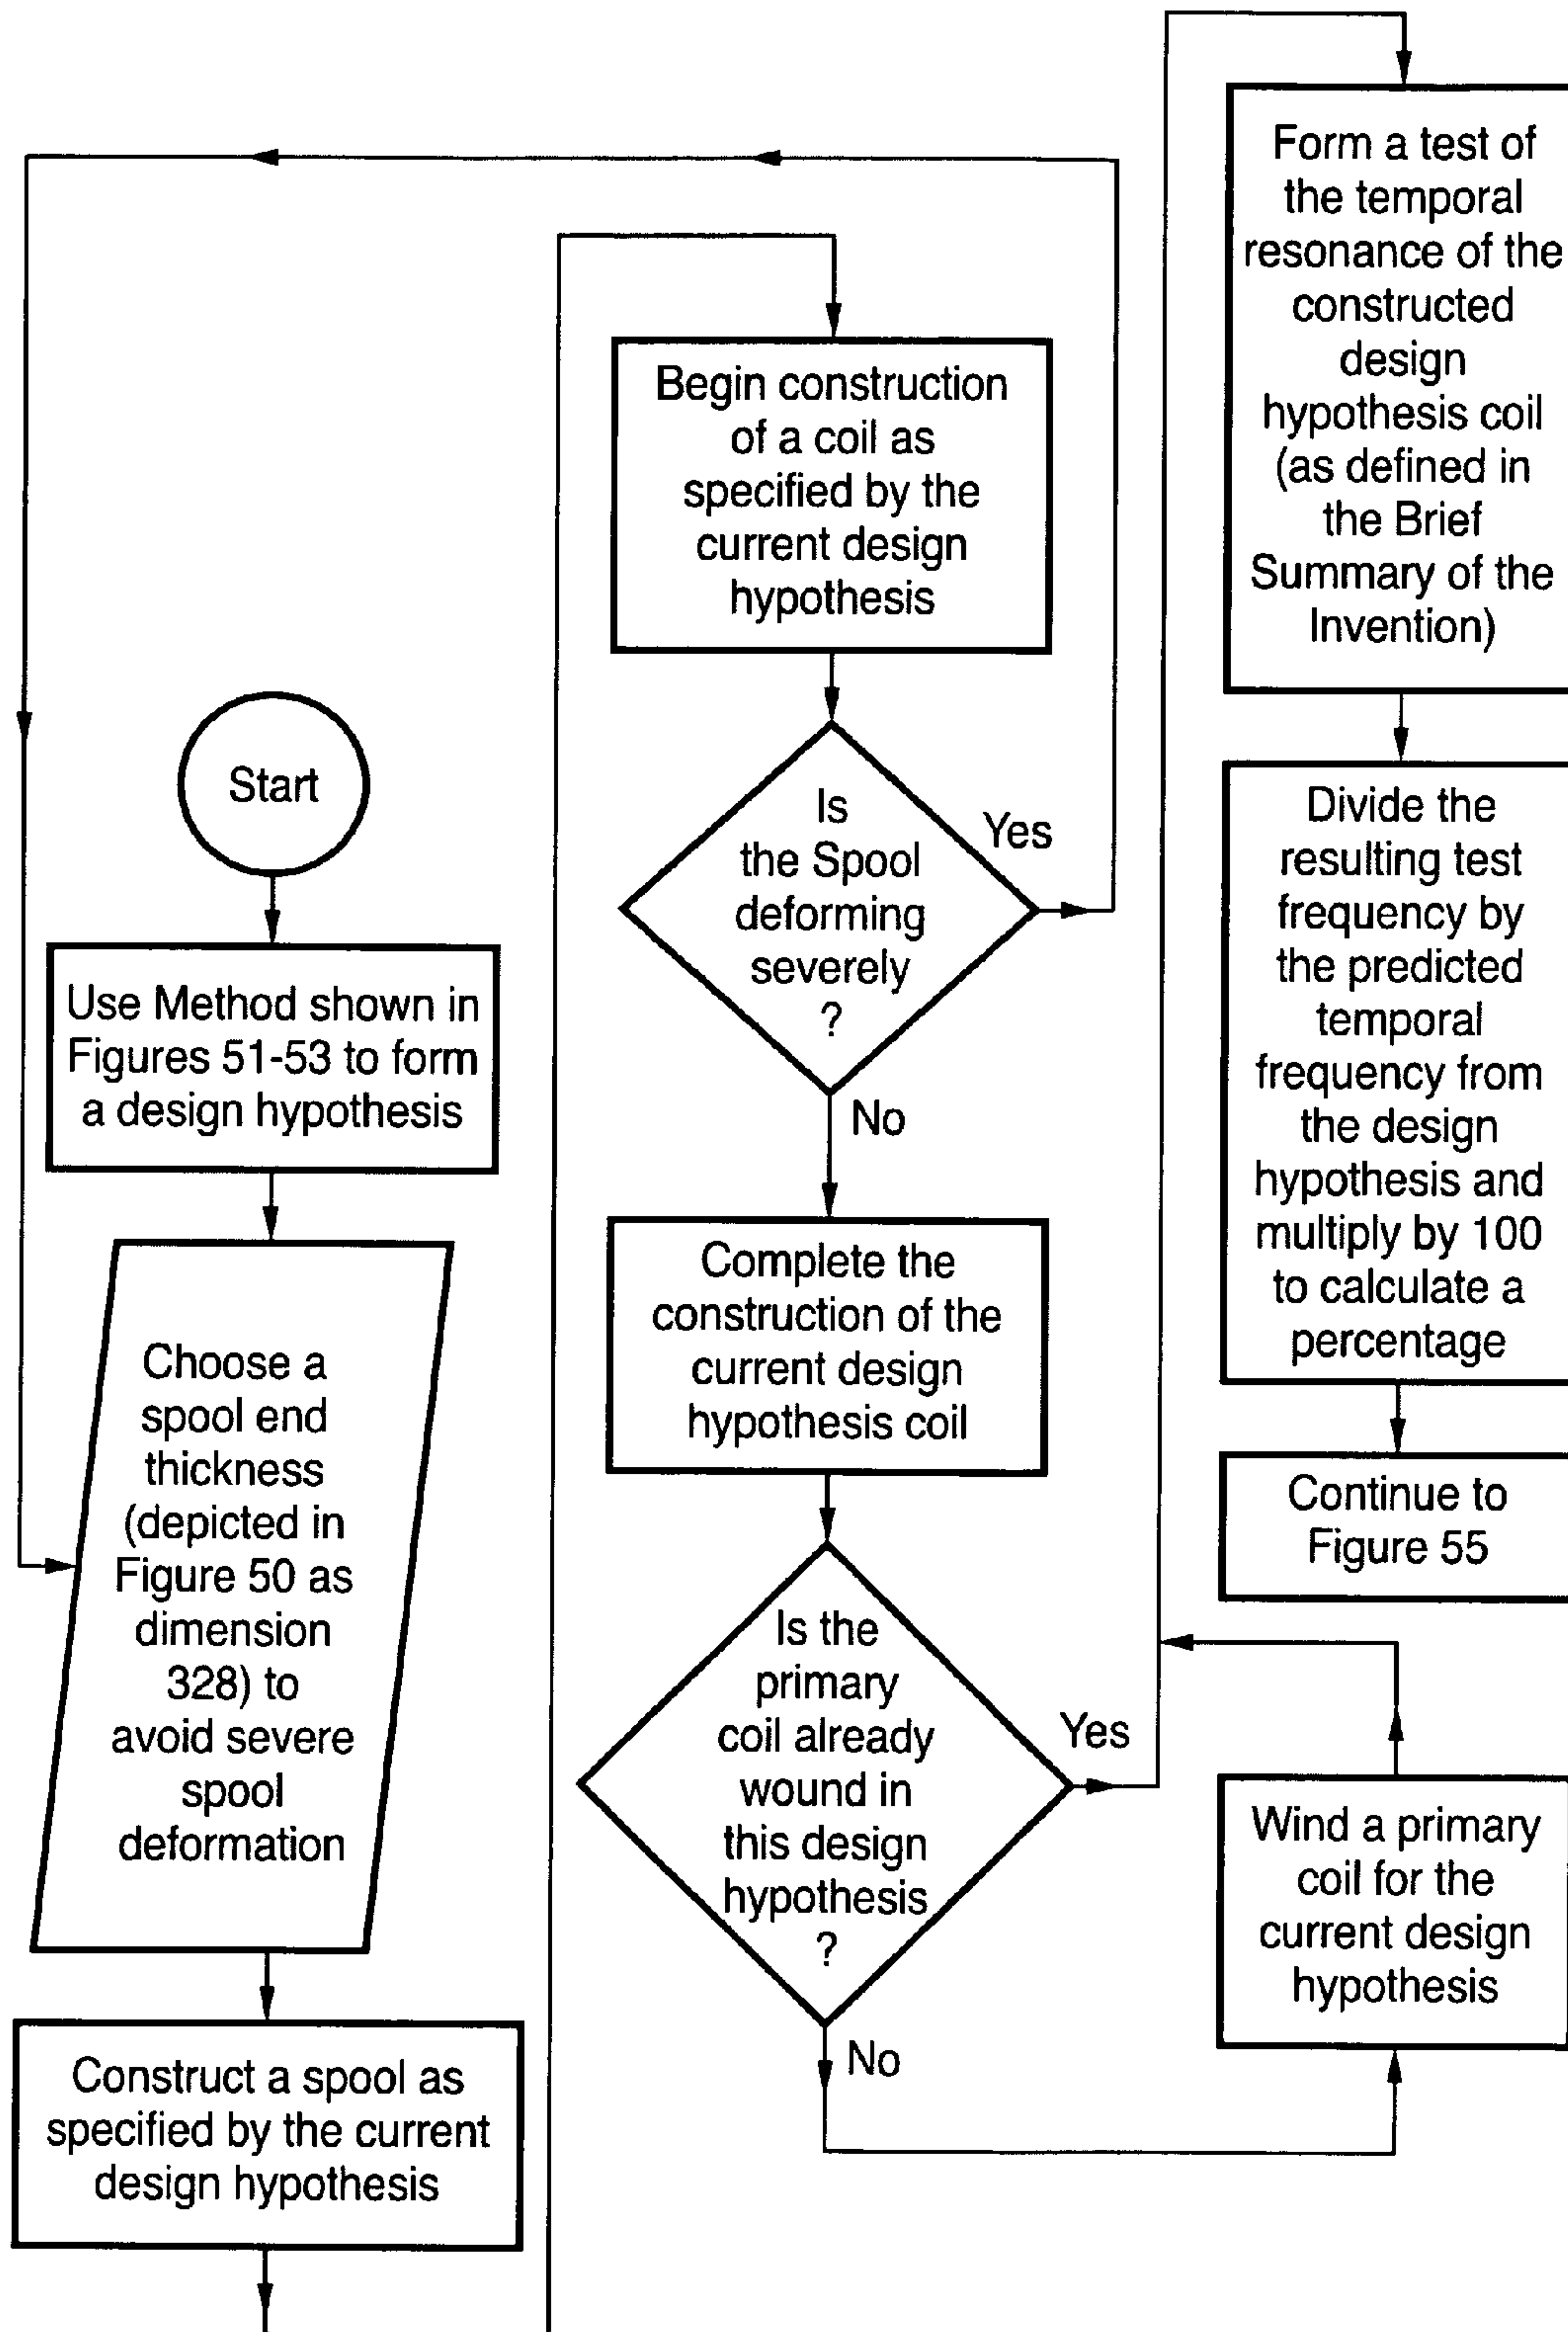 Start
Use Method shown in
Figures 51-53 to form
a design hypothesis
Choose a
spool end
thickness
(depicted in
Figure 50 as
dimension
328) to
avoid severe
spool
deformation
Construct a spool as
specified by the current
design hypothesis
Begin construction
of a coil as
specified by the
current design
hypothesis
Is
the Spool
deforming
severely
?
Yes
No
Complete the
construction of the
current design
hypothesis coil
Is the
primary
coil already
wound in
this design
hypothesis
?
Yes
No
Wind a primary
coil for the
current design
hypothesis
Form a test of
the temporal
resonance of the
constructed
design
hypothesis coil
(as defined in
the Brief
Summary of the
Invention)
Divide the
resulting test
frequency by
the predicted
temporal
frequency from
the design
hypothesis and
multiply by 100
to calculate a
percentage
Continue to
Figure 55